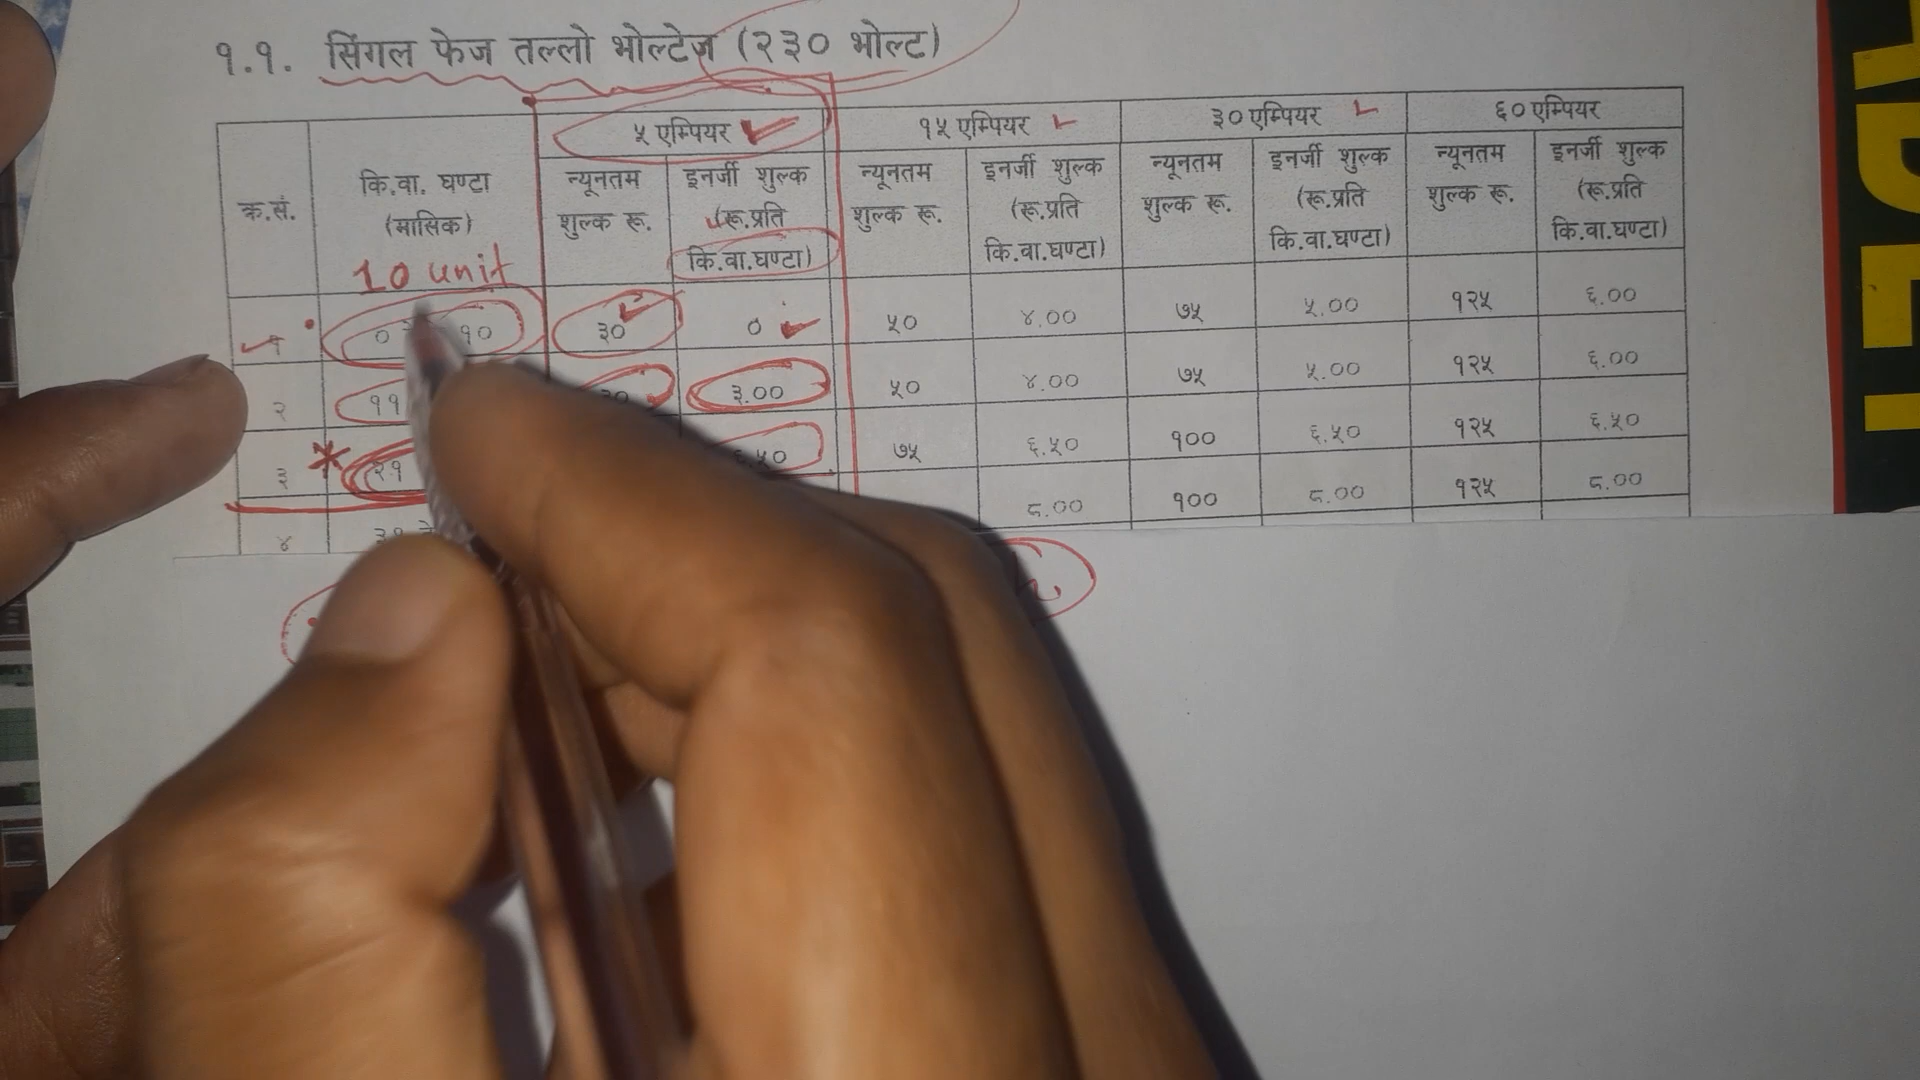 १.१. सिंगल फेज तल्लो भोल्टेज (२३० भोल्ट)
क्र.सं. कि.वा. घण्टा (मासिक) ५ एम्पियर १५ एम्पियर ३० एम्पियर ६० एम्पियर
न्यूनतम शुल्क रू. इनर्जी शुल्क (रू.प्रति कि.वा.घण्टा) न्यूनतम शुल्क रू. इनर्जी शुल्क (रू.प्रति कि.वा.घण्टा) न्यूनतम शुल्क रू. इनर्जी शुल्क (रू.प्रति कि.वा.घण्टा) न्यूनतम शुल्क रू. इनर्जी शुल्क (रू.प्रति कि.वा.घण्टा)
10 unit
१ ० १० ३० ० ५० ४.०० ७५ ५.०० १२५ ६.००
२ ११ ३.०० ५० ४.०० ७५ ५.०० १२५ ६.००
३ २१ ७५ ६.५० १०० ६.५० १२५ ६.५०
४ ८.०० १०० ८.०० १२५ ८.००